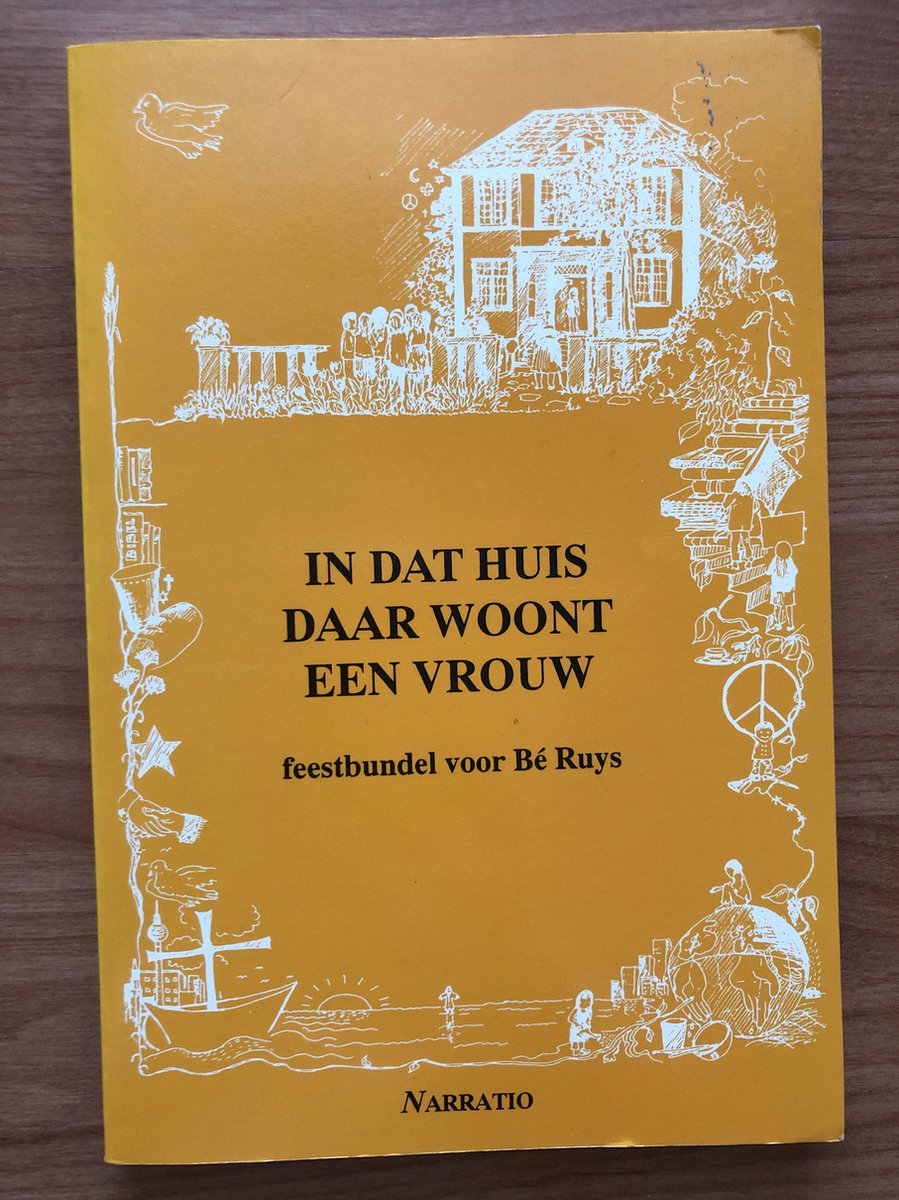 IN DAT HUIS
DAAR WOONT
EEN VROUW
feestbundel voor Bé Ruys
NARRATIO